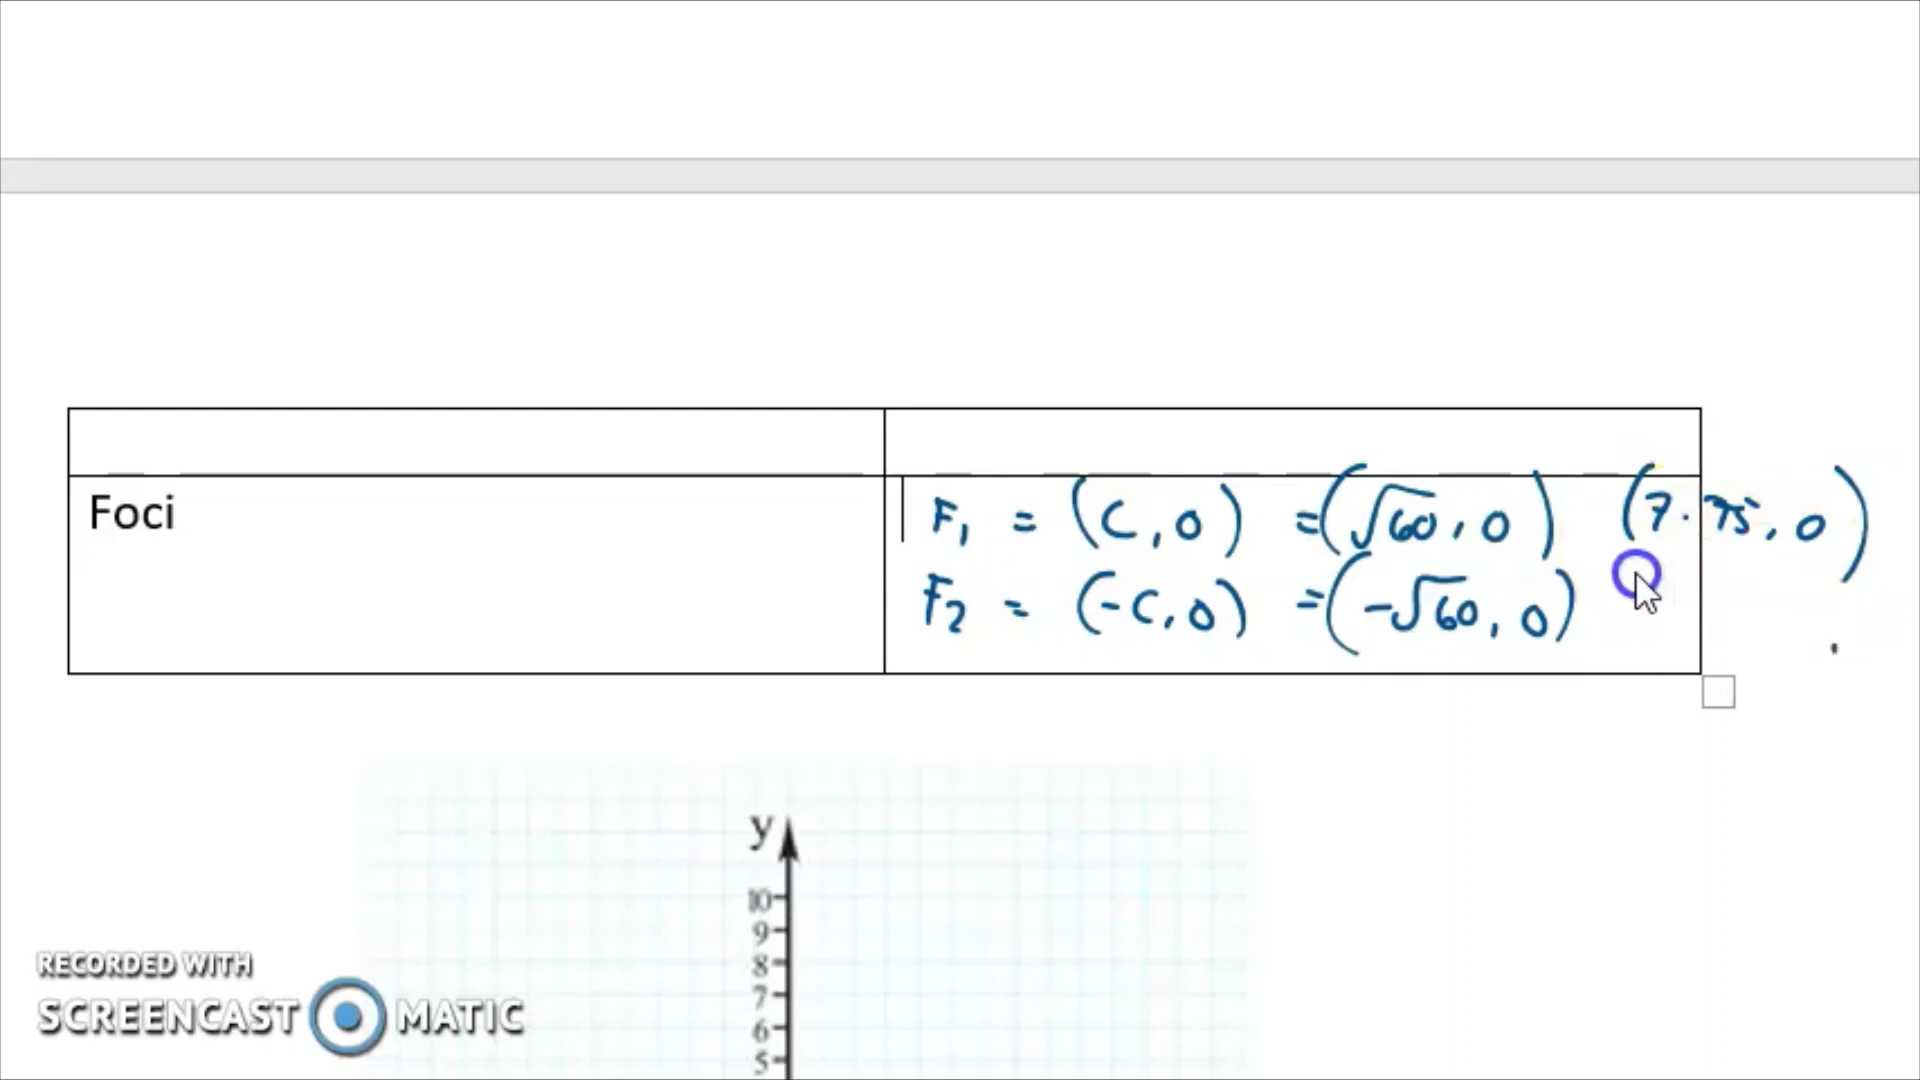 Foci
F₁ = (C, 0) = (√60, 0) (7.75, 0)
F₂ = (-C, 0) = (-√60, 0)
y
10
9
8
7
6
5
RECORDED WITH
SCREENCAST MATIC